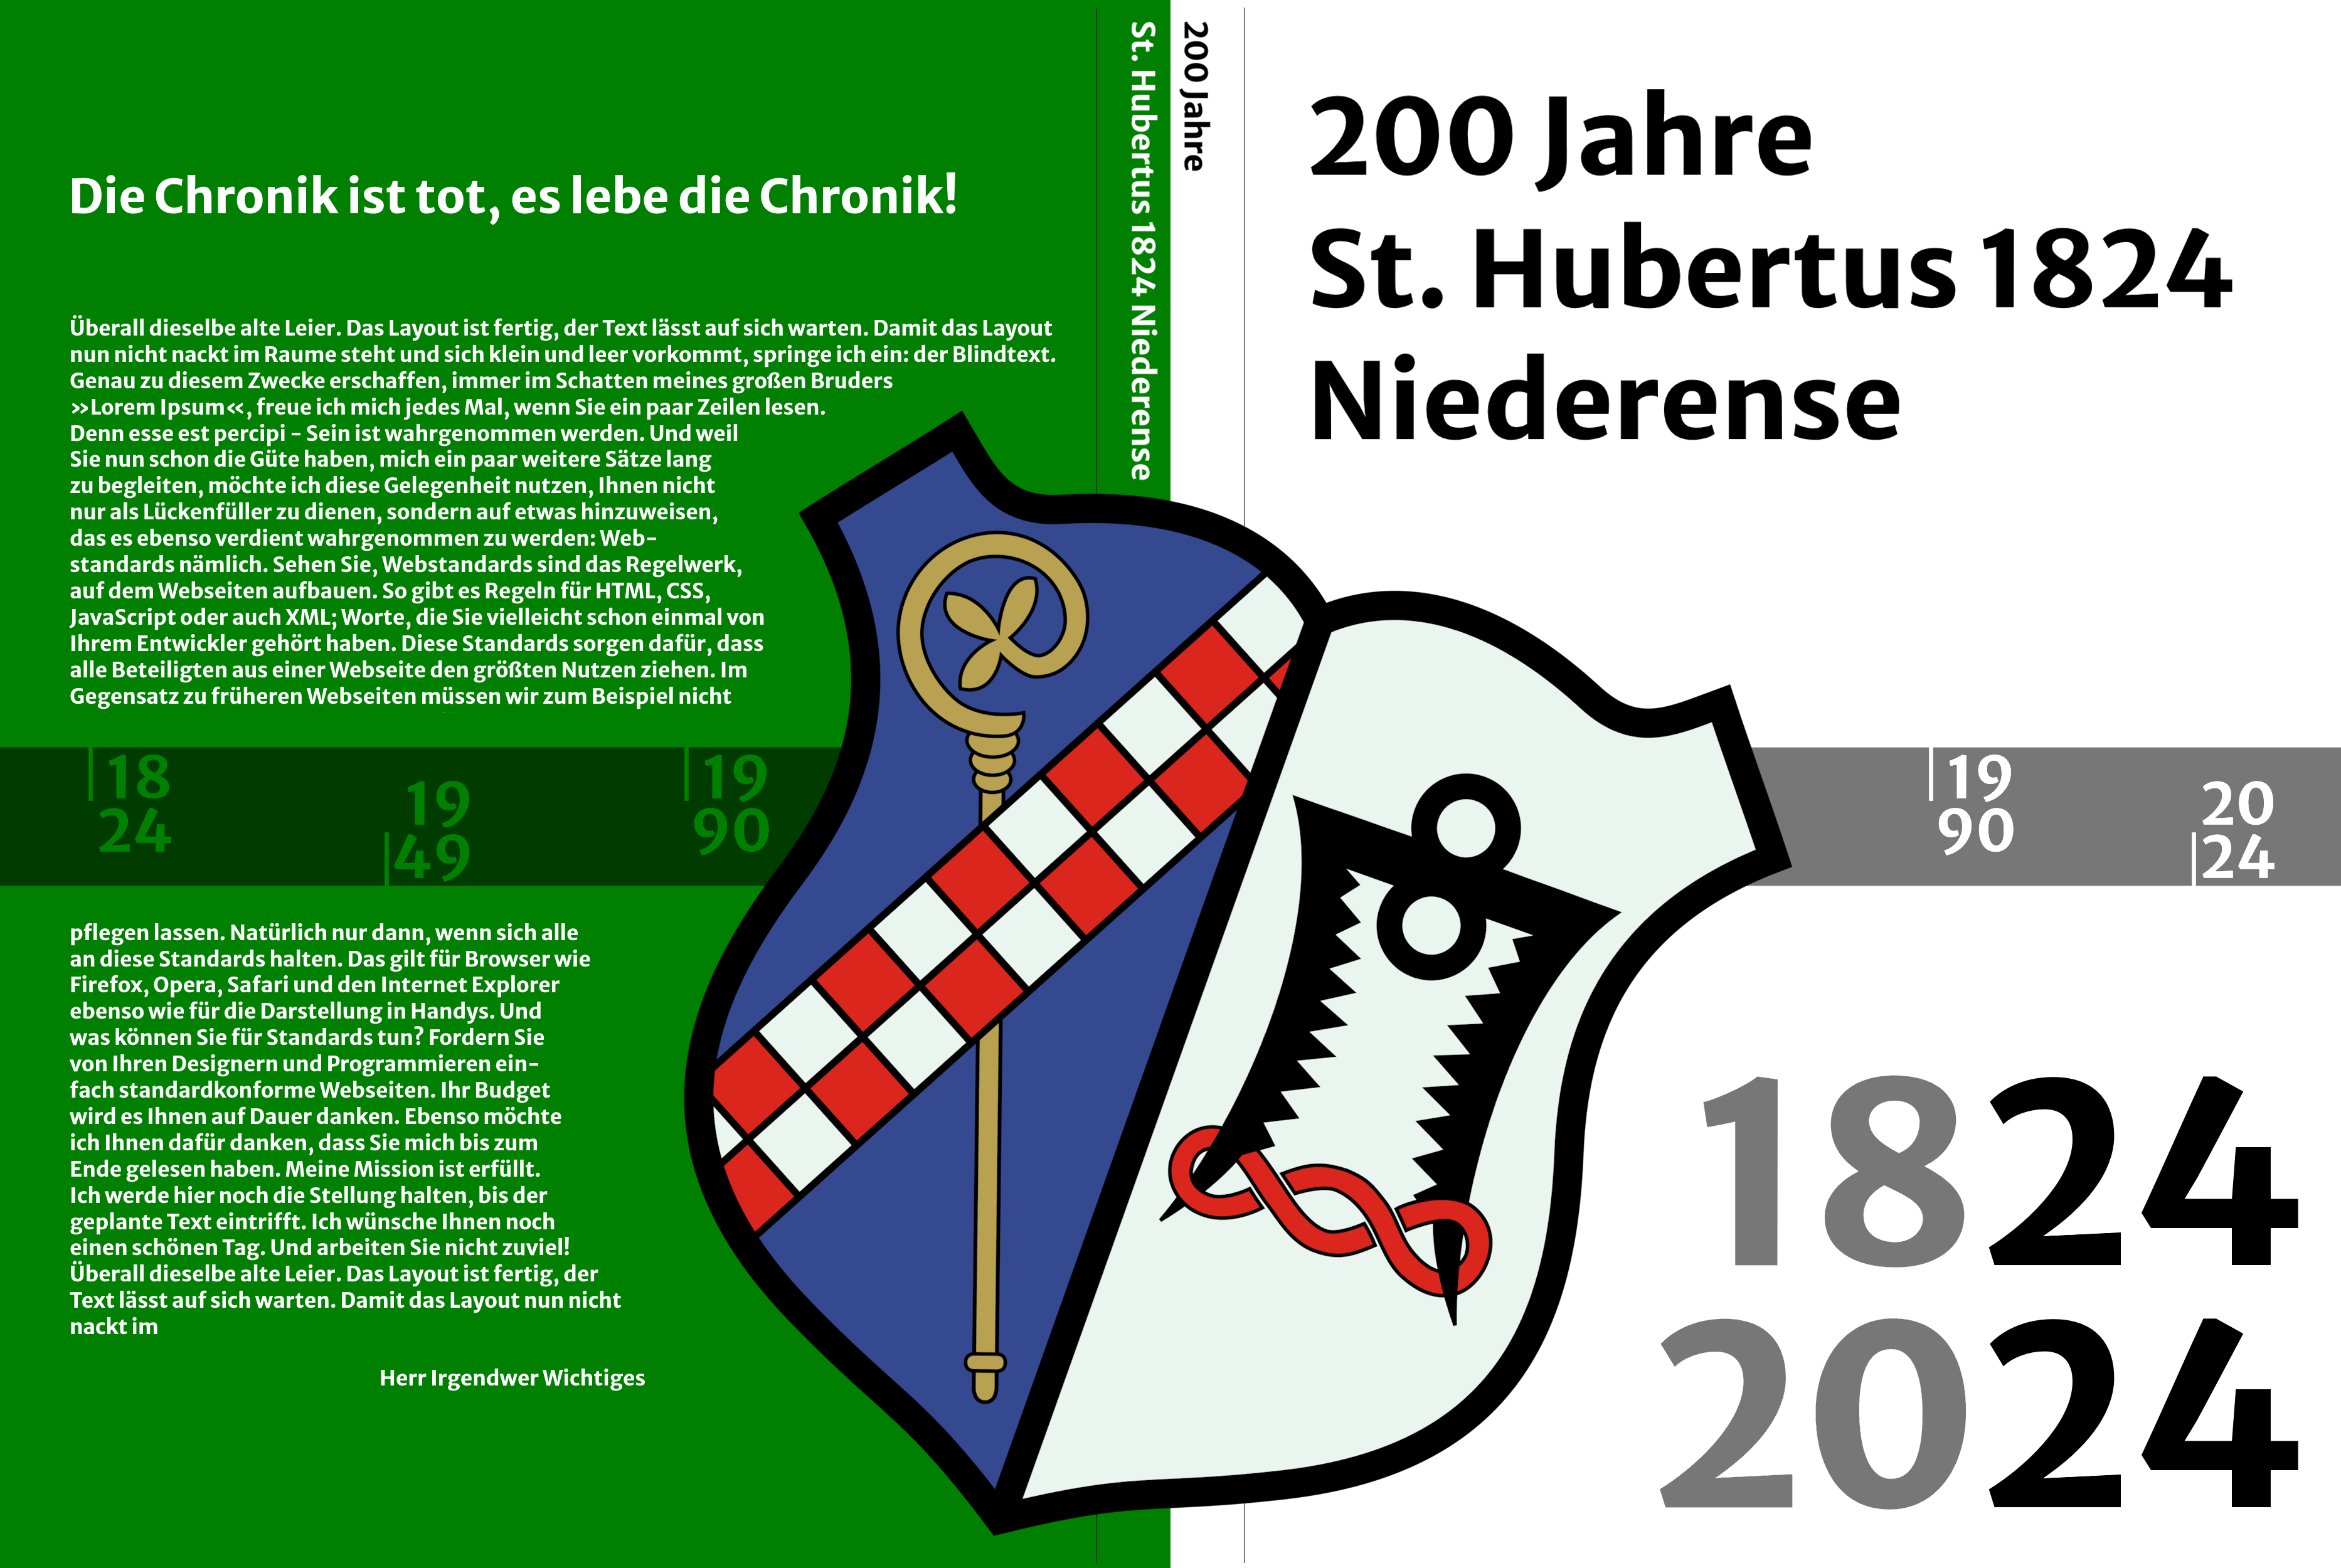 Die Chronik ist tot, es lebe die Chronik!
Überall dieselbe alte Leier. Das Layout ist fertig, der Text lässt auf sich warten. Damit das Layout
nun nicht nackt im Raume steht und sich klein und leer vorkommt, springe ich ein: der Blindtext.
Genau zu diesem Zwecke erschaffen, immer im Schatten meines großen Bruders
»Lorem Ipsum«, freue ich mich jedes Mal, wenn Sie ein paar Zeilen lesen.
Denn esse est percipi - Sein ist wahrgenommen werden. Und weil
Sie nun schon die Güte haben, mich ein paar weitere Sätze lang
zu begleiten, möchte ich diese Gelegenheit nutzen, Ihnen nicht
nur als Lückenfüller zu dienen, sondern auf etwas hinzuweisen,
das es ebenso verdient wahrgenommen zu werden: Web-
standards nämlich. Sehen Sie, Webstandards sind das Regelwerk,
auf dem Webseiten aufbauen. So gibt es Regeln für HTML, CSS,
JavaScript oder auch XML; Worte, die Sie vielleicht schon einmal von
Ihrem Entwickler gehört haben. Diese Standards sorgen dafür, dass
alle Beteiligten aus einer Webseite den größten Nutzen ziehen. Im
Gegensatz zu früheren Webseiten müssen wir zum Beispiel nicht
18
24
19
49
19
90
pflegen lassen. Natürlich nur dann, wenn sich alle
an diese Standards halten. Das gilt für Browser wie
Firefox, Opera, Safari und den Internet Explorer
ebenso wie für die Darstellung in Handys. Und
was können Sie für Standards tun? Fordern Sie
von Ihren Designern und Programmieren ein-
fach standardkonforme Webseiten. Ihr Budget
wird es Ihnen auf Dauer danken. Ebenso möchte
ich Ihnen dafür danken, dass Sie mich bis zum
Ende gelesen haben. Meine Mission ist erfüllt.
Ich werde hier noch die Stellung halten, bis der
geplante Text eintrifft. Ich wünsche Ihnen noch
einen schönen Tag. Und arbeiten Sie nicht zuviel!
Überall dieselbe alte Leier. Das Layout ist fertig, der
Text lässt auf sich warten. Damit das Layout nun nicht
nackt im
Herr Irgendwer Wichtiges
200 Jahre
St. Hubertus 1824 Niederense
200 Jahre
St. Hubertus 1824
Niederense
19
90
20
24
1824
2024